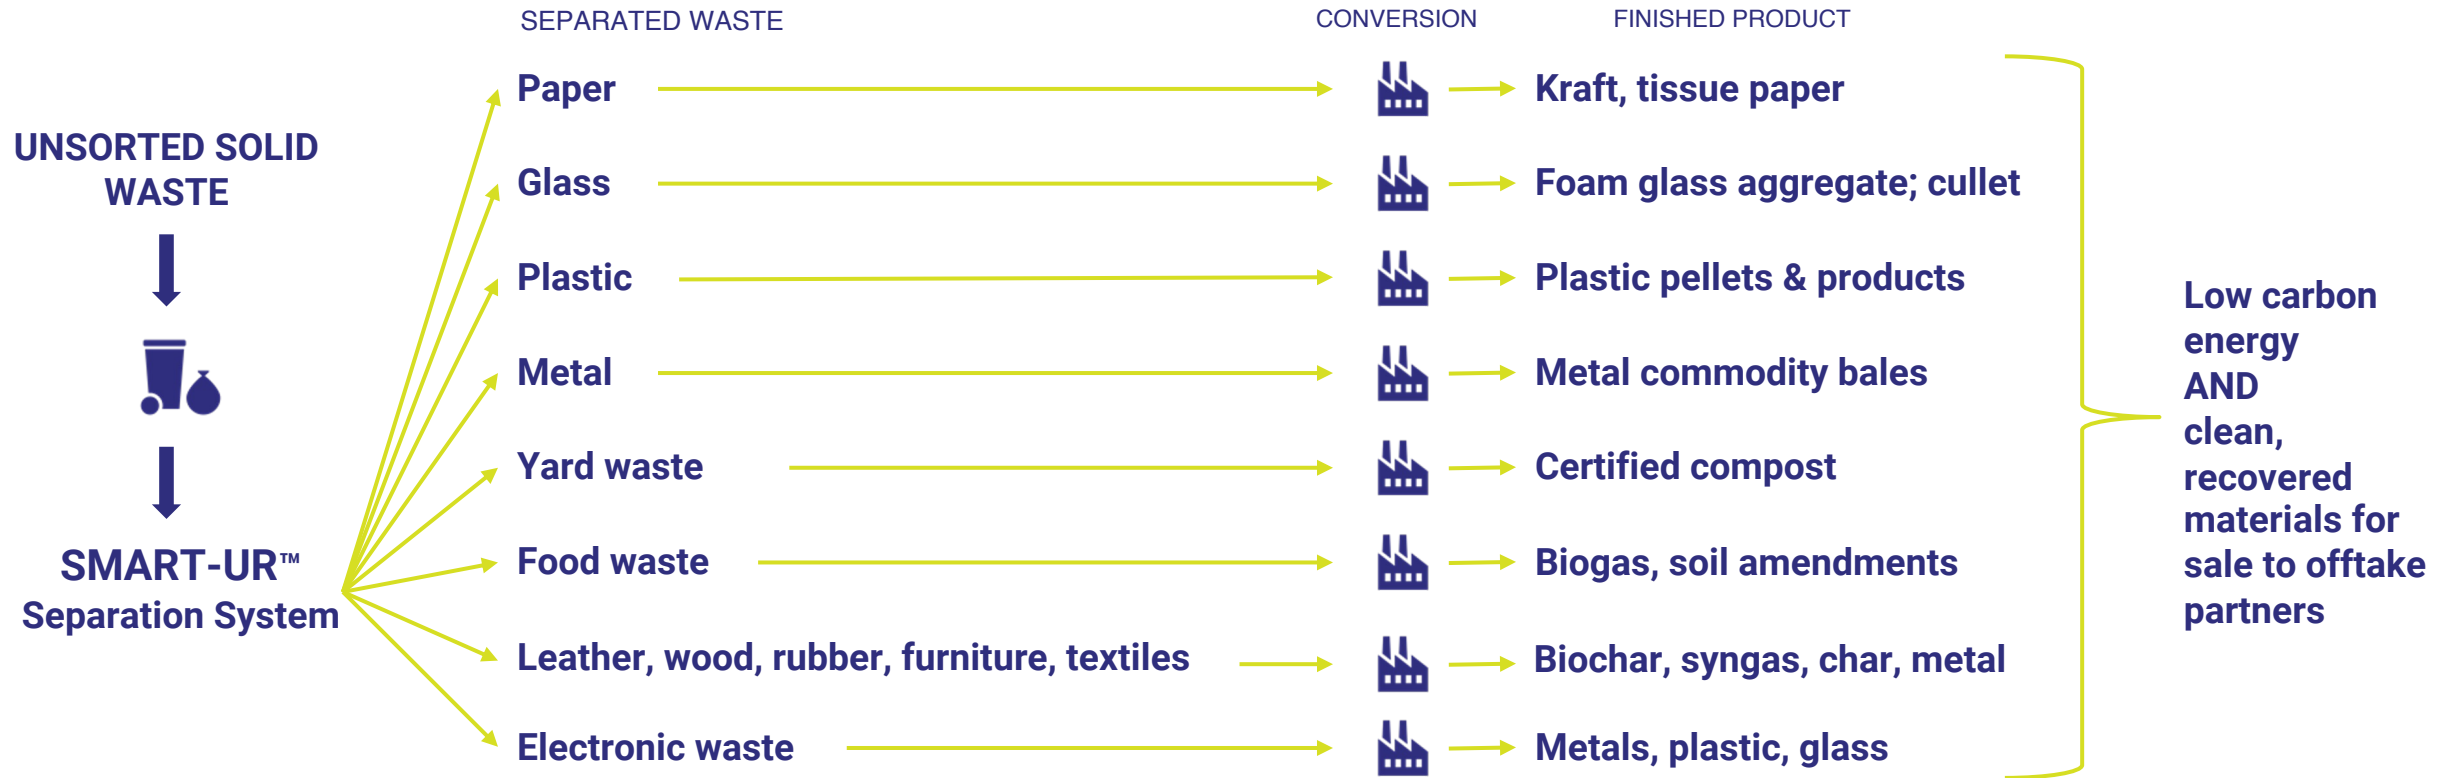 SEPARATED WASTE
CONVERSION
FINISHED PRODUCT
UNSORTED SOLID
WASTE
SMART-UR™
Separation System
Paper
Kraft, tissue paper
Glass
Foam glass aggregate; cullet
Plastic
Plastic pellets & products
Metal
Metal commodity bales
Yard waste
Certified compost
Food waste
Biogas, soil amendments
Leather, wood, rubber, furniture, textiles
Biochar, syngas, char, metal
Electronic waste
Metals, plastic, glass
Low carbon
energy
AND
clean,
recovered
materials for
sale to offtake
partners